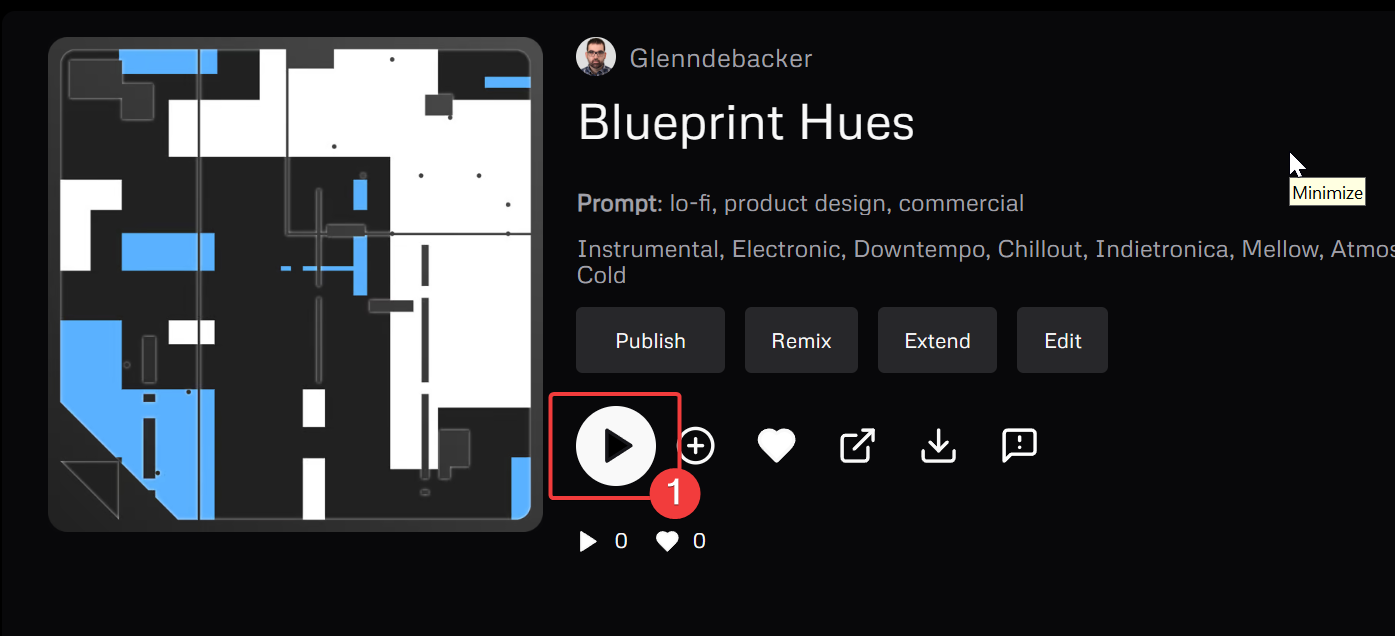 Glenndebacker
Blueprint Hues
Minimize
Prompt: lo-fi, product design, commercial
Instrumental, Electronic, Downtempo, Chillout, Indietronica, Mellow, Atmos
Cold
Publish Remix Extend Edit
1
0 0